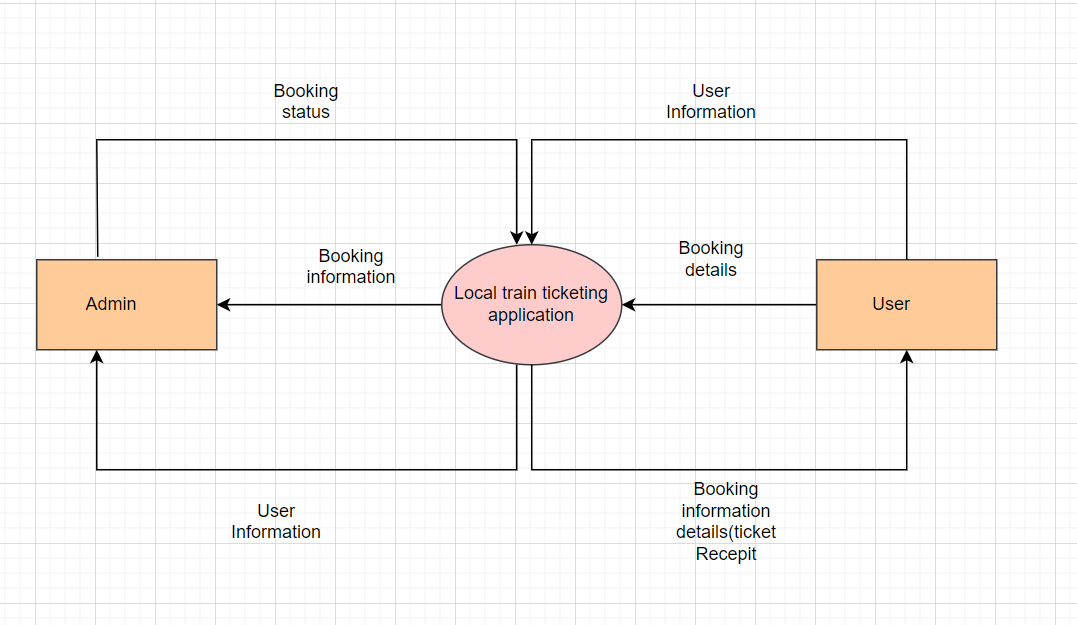 Booking
status
User
Information
Booking
information
Booking
details
Admin
Local train ticketing
application
User
User
Information
Booking
information
details(ticket
Recepit